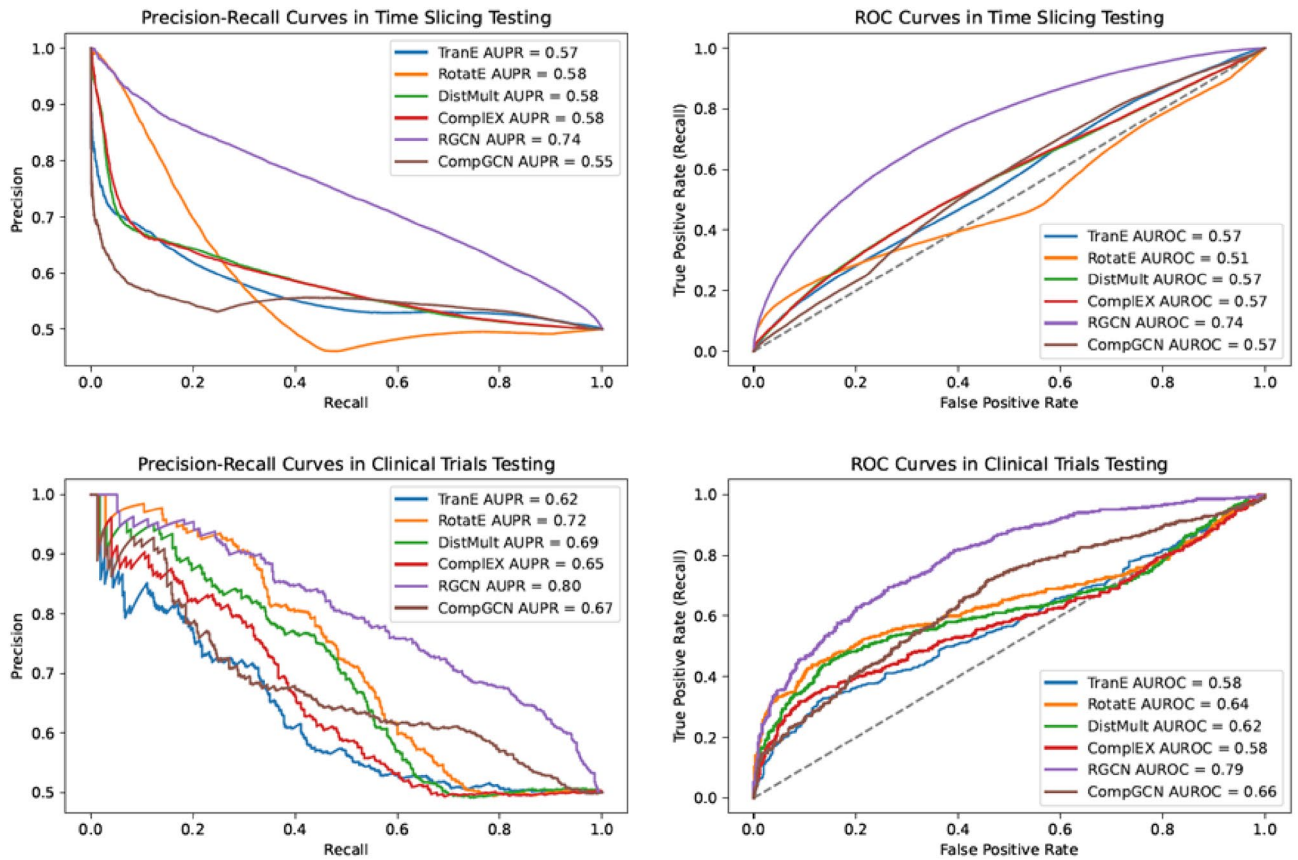 Precision-Recall Curves in Time Slicing Testing
1.0
0.9
0.8
0.7
0.6
0.5
Precision
0.0
0.2
0.4
0.6
0.8
1.0
Recall
TranE AUPR = 0.57
RotatE AUPR = 0.58
DistMult AUPR = 0.58
ComplEX AUPR = 0.58
RGCN AUPR = 0.74
CompGCN AUPR = 0.55
ROC Curves in Time Slicing Testing
1.0
0.8
0.6
0.4
0.2
0.0
True Positive Rate (Recall)
0.0
0.2
0.4
0.6
0.8
1.0
False Positive Rate
TranE AUROC = 0.57
RotatE AUROC = 0.51
DistMult AUROC = 0.57
ComplEX AUROC = 0.57
RGCN AUROC = 0.74
CompGCN AUROC = 0.57
Precision-Recall Curves in Clinical Trials Testing
1.0
0.9
0.8
0.7
0.6
0.5
Precision
0.0
0.2
0.4
0.6
0.8
1.0
Recall
TranE AUPR = 0.62
RotatE AUPR = 0.72
DistMult AUPR = 0.69
ComplEX AUPR = 0.65
RGCN AUPR = 0.80
CompGCN AUPR = 0.67
ROC Curves in Clinical Trials Testing
1.0
0.8
0.6
0.4
0.2
0.0
True Positive Rate (Recall)
0.0
0.2
0.4
0.6
0.8
1.0
False Positive Rate
TranE AUROC = 0.58
RotatE AUROC = 0.64
DistMult AUROC = 0.62
ComplEX AUROC = 0.58
RGCN AUROC = 0.79
CompGCN AUROC = 0.66